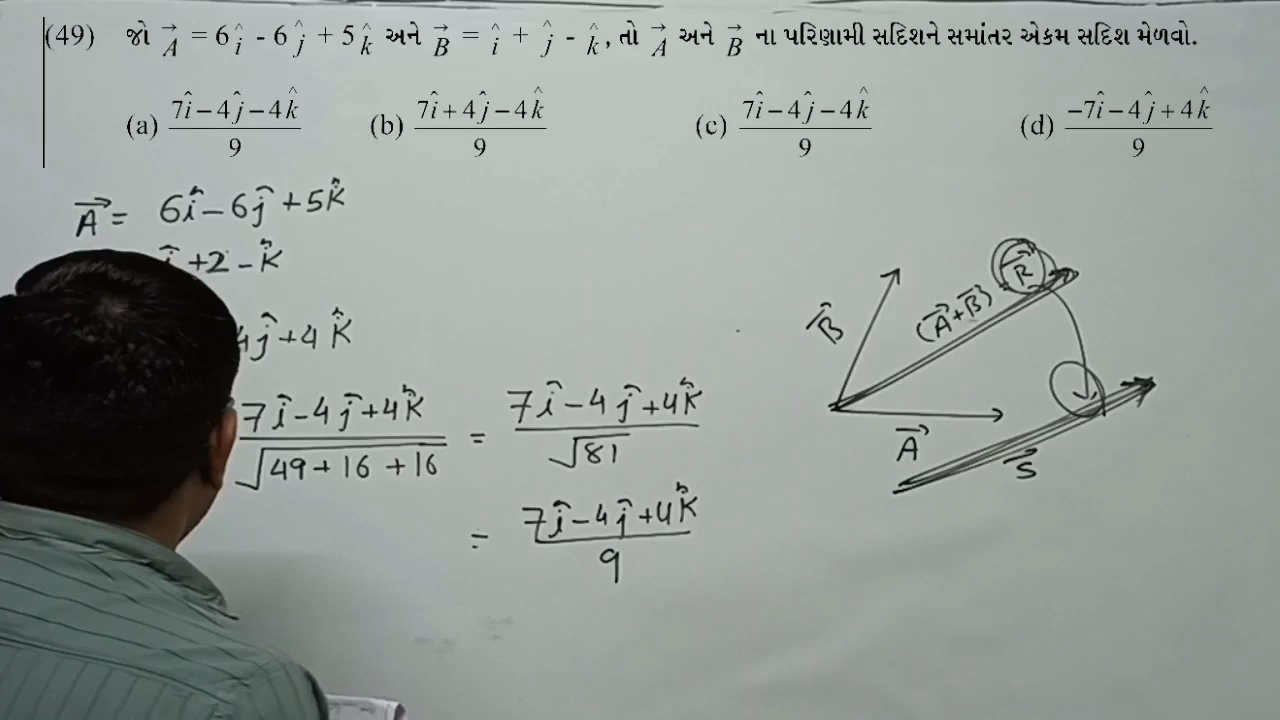 (49) જો A⃗ = 6î - 6ĵ + 5k̂ અને B⃗ = î + ĵ - k̂, તો A⃗ અને B⃗ ના પરિણામી સદિશને સમાંતર એકમ સદિશ મેળવો.
(a) (7î – 4ĵ – 4k̂)/9 (b) (7î + 4ĵ – 4k̂)/9 (c) (7î – 4ĵ – 4k̂)/9 (d) (–7î – 4ĵ + 4k̂)/9
A⃗ = 6î – 6ĵ + 5k̂
î + 2 – k̂
4ĵ + 4k̂
(7î – 4ĵ + 4k̂)/√(49 + 16 + 16) = (7î – 4ĵ + 4k̂)/√81
= (7î – 4ĵ + 4k̂)/9
B⃗
(A⃗ + B⃗)
R⃗
A⃗
S⃗